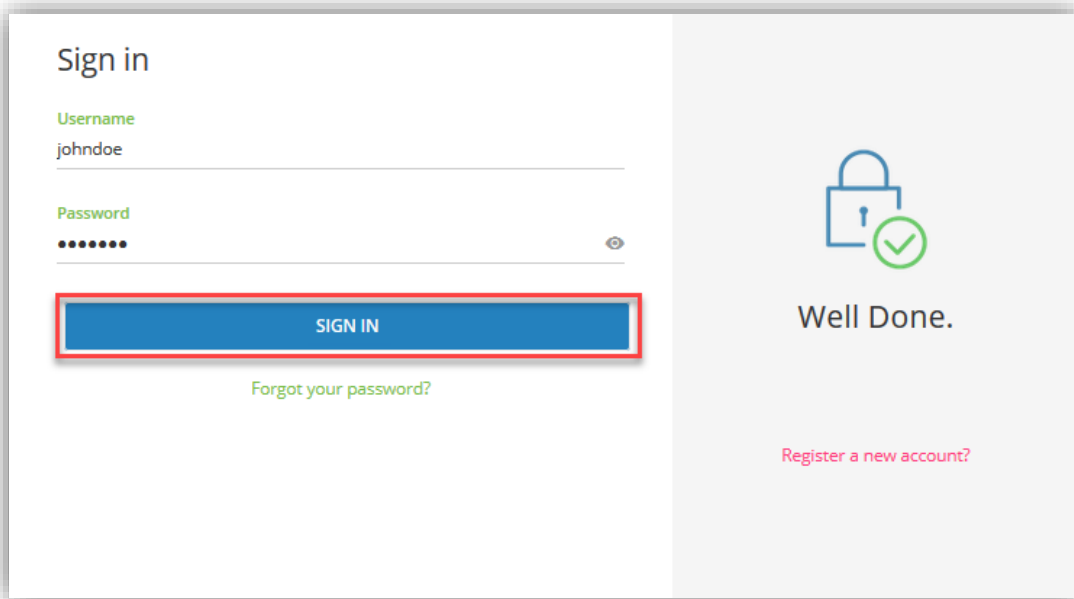 Sign in
Username
johndoe
Password
•••••••
SIGN IN
Forgot your password?
Well Done.
Register a new account?